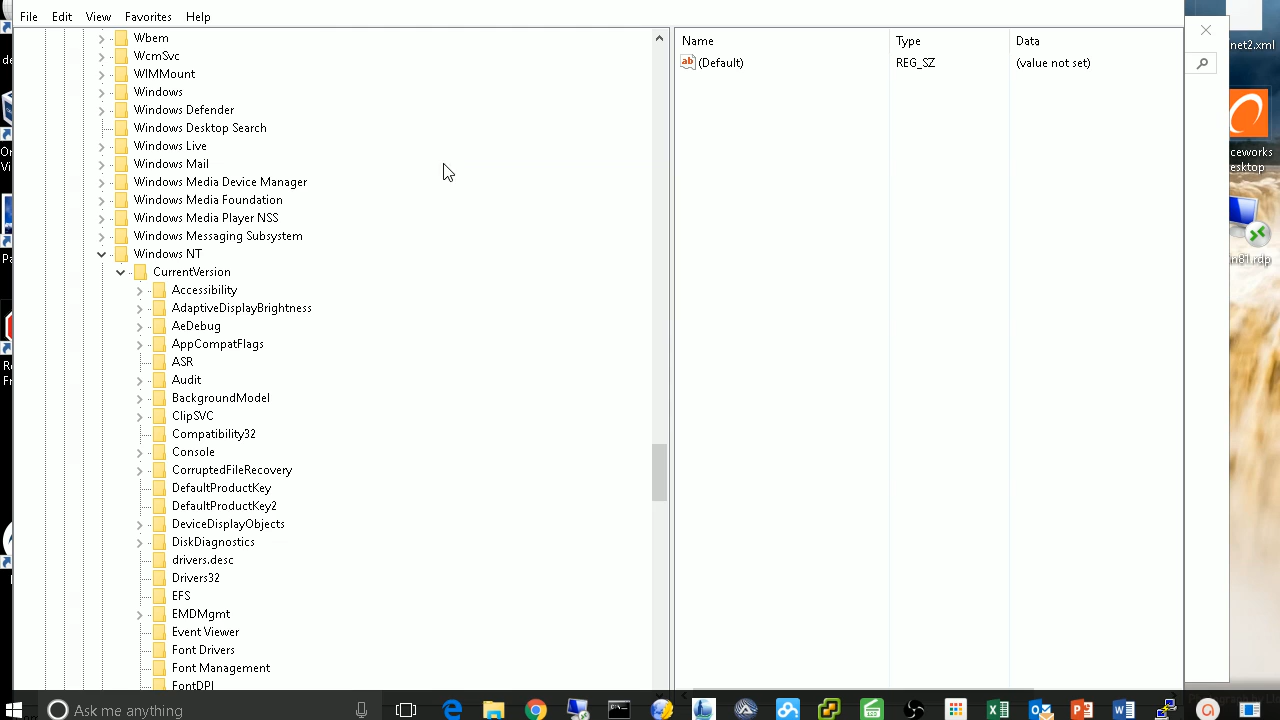 File Edit View Favorites Help
Wbem
WcmSvc
WIMMount
Windows
Windows Defender
Windows Desktop Search
Windows Live
Windows Mail
Windows Media Device Manager
Windows Media Foundation
Windows Media Player NSS
Windows Messaging Subsystem
Windows NT
CurrentVersion
Accessibility
AdaptiveDisplayBrightness
AeDebug
AppCompatFlags
ASR
Audit
BackgroundModel
ClipSVC
Compatibility32
Console
CorruptedFileRecovery
DefaultProductKey
DefaultProductKey2
DeviceDisplayObjects
DiskDiagnostics
drivers.desc
Drivers32
EFS
EMDMgmt
Event Viewer
Font Drivers
Font Management
FontDPI
Name Type Data
ab (Default) REG_SZ (value not set)
net2.xml
ceworks
esktop
n81.rdp
Ask me anything